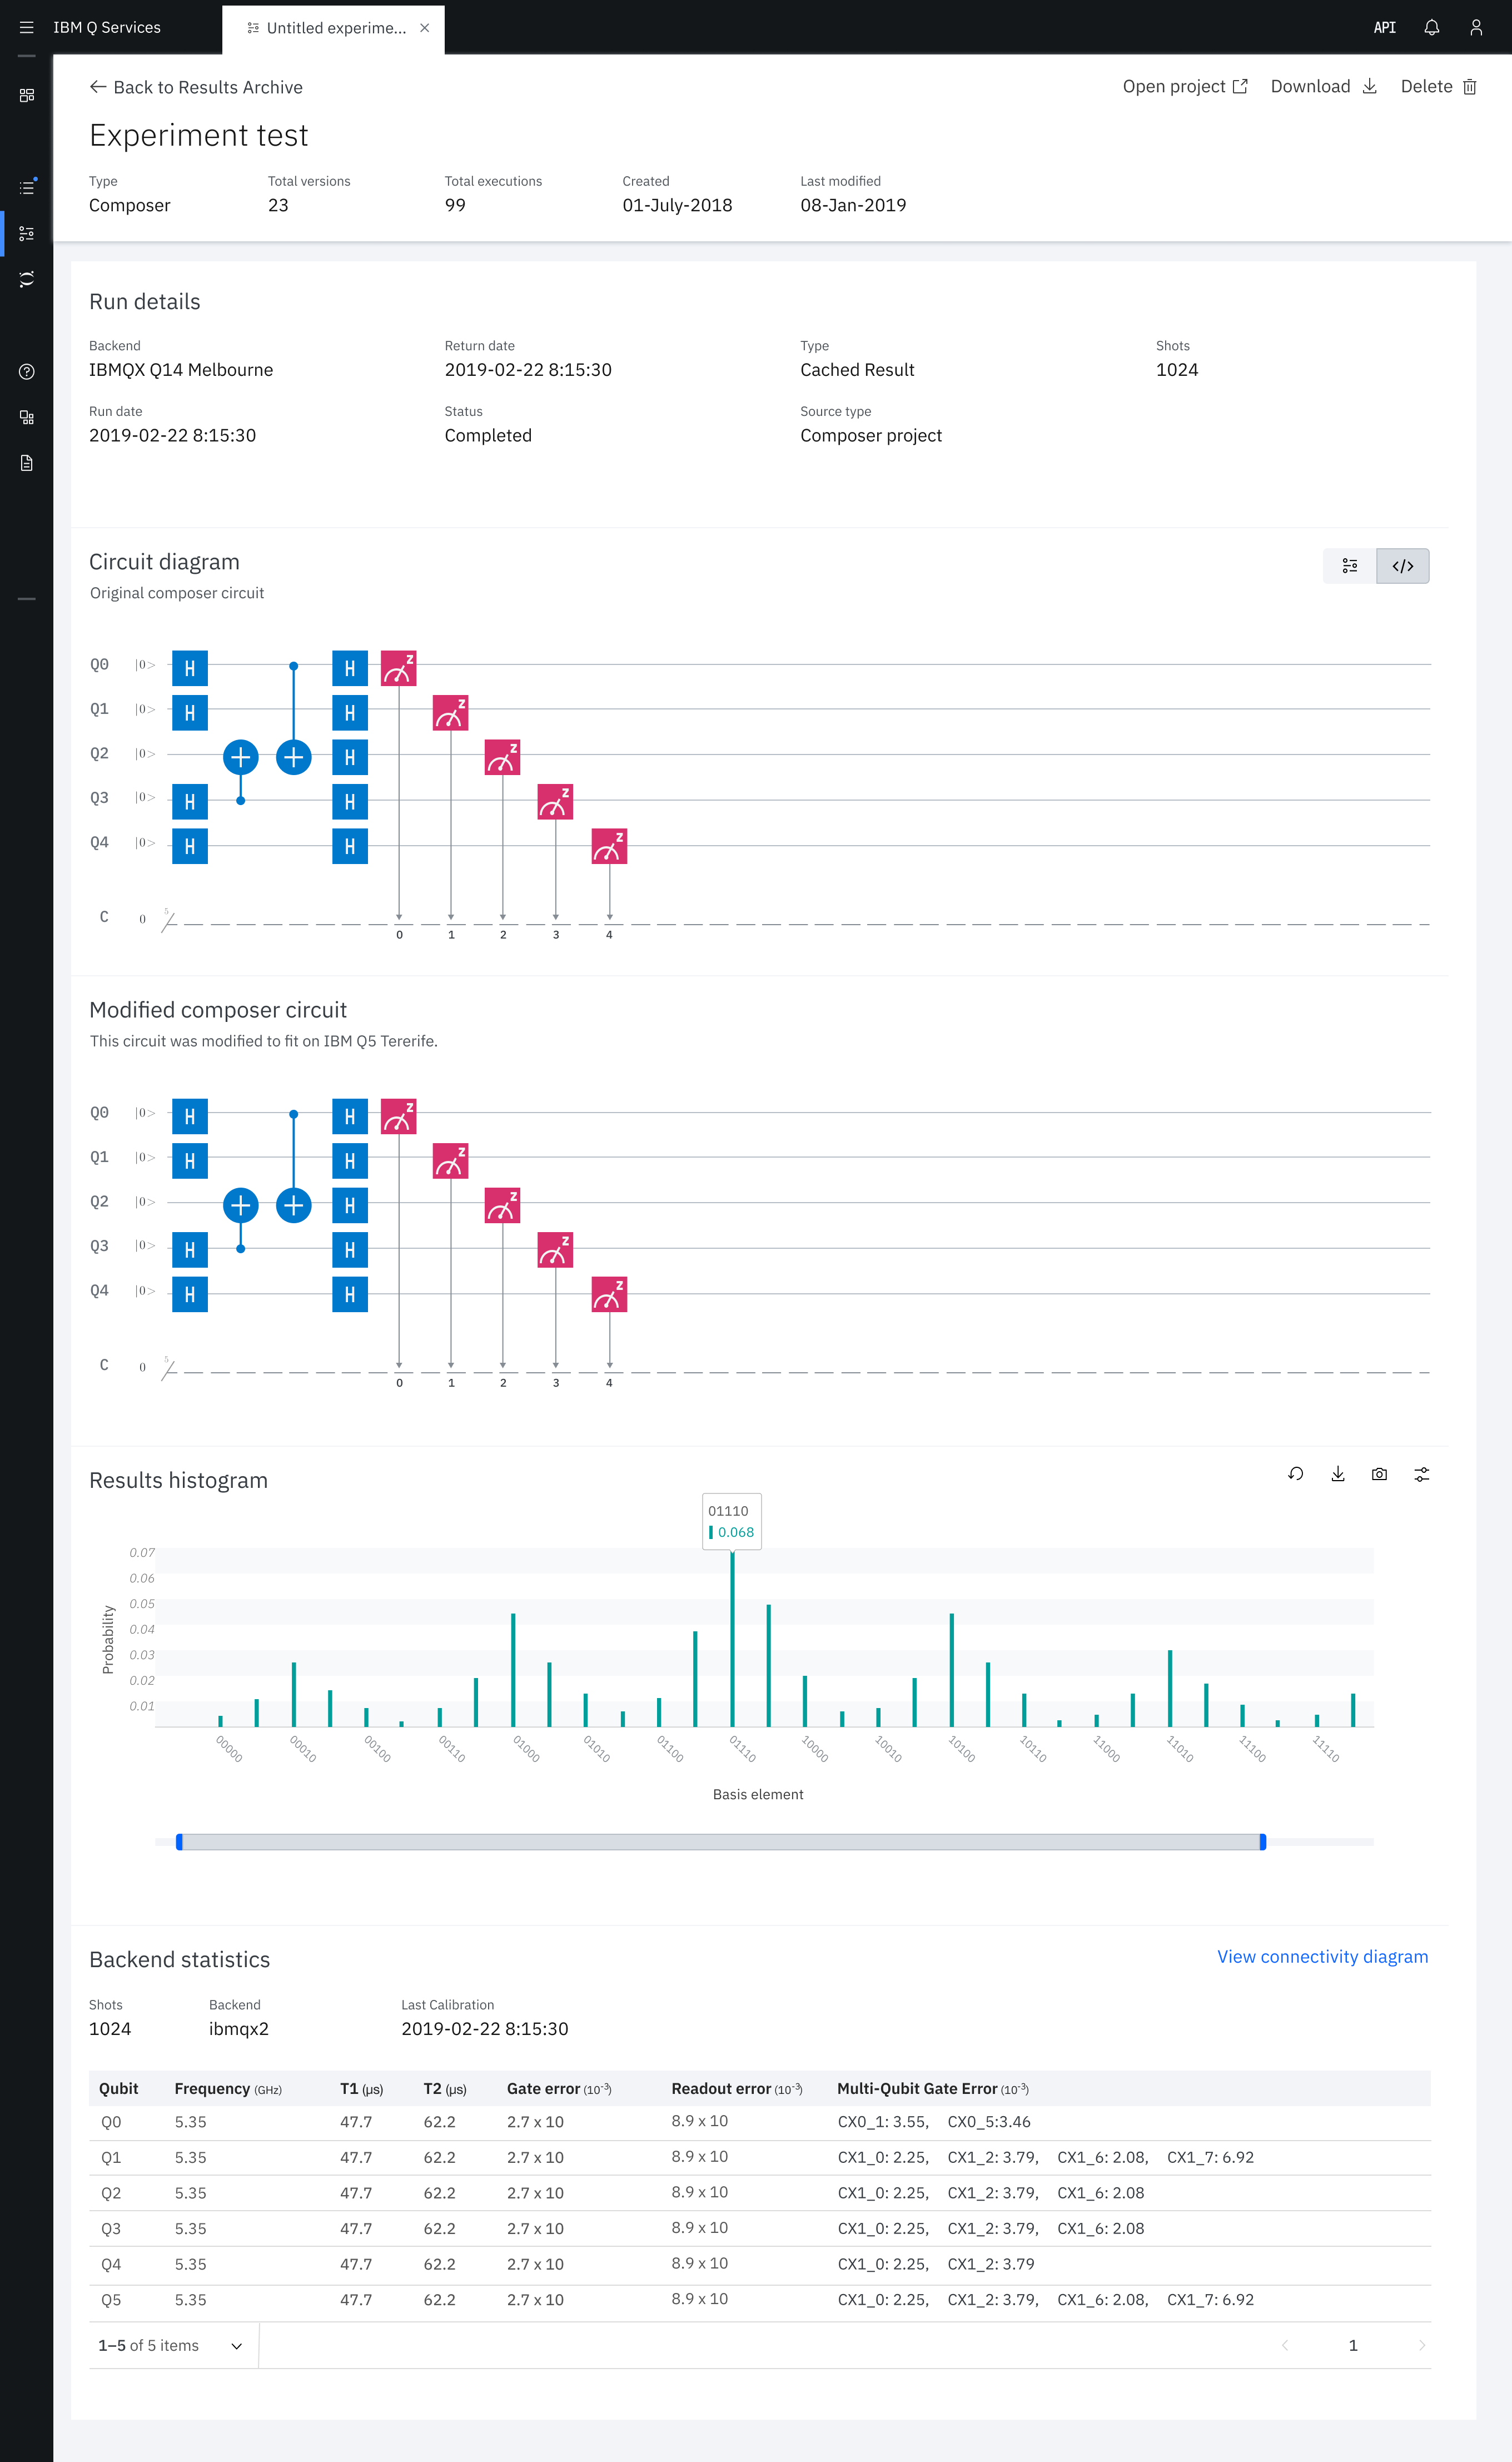 IBM Q Services
Untitled experime...
API
Back to Results Archive
Open project
Download
Delete
Experiment test
Type
Total versions
Total executions
Created
Last modified
Composer
23
99
01-July-2018
08-Jan-2019
Run details
Backend
Return date
Type
Shots
IBMQX Q14 Melbourne
2019-02-22 8:15:30
Cached Result
1024
Run date
Status
Source type
2019-02-22 8:15:30
Completed
Composer project
Circuit diagram
</>
Original composer circuit
Q0 |0> H H z
Q1 |0> H H z
Q2 |0> H z
Q3 |0> H H z
Q4 |0> H H z
C 0 5
0 1 2 3 4
Modified composer circuit
This circuit was modified to fit on IBM Q5 Tererife.
Q0 |0> H H z
Q1 |0> H H z
Q2 |0> H z
Q3 |0> H H z
Q4 |0> H H z
C 0 5
0 1 2 3 4
Results histogram
01110
0.068
0.07
0.06
0.05
0.04
0.03
0.02
0.01
Probability
00000 00010 00100 00110 01000 01010 01100 01110 10000 10010 10100 10110 11000 11010 11100 11110
Basis element
Backend statistics
View connectivity diagram
Shots
Backend
Last Calibration
1024
ibmqx2
2019-02-22 8:15:30
Qubit Frequency (GHz) T1 (µs) T2 (µs) Gate error (10⁻³) Readout error (10⁻³) Multi-Qubit Gate Error (10⁻³)
Q0 5.35 47.7 62.2 2.7 x 10 8.9 x 10 CX0_1: 3.55, CX0_5:3.46
Q1 5.35 47.7 62.2 2.7 x 10 8.9 x 10 CX1_0: 2.25, CX1_2: 3.79, CX1_6: 2.08, CX1_7: 6.92
Q2 5.35 47.7 62.2 2.7 x 10 8.9 x 10 CX1_0: 2.25, CX1_2: 3.79, CX1_6: 2.08
Q3 5.35 47.7 62.2 2.7 x 10 8.9 x 10 CX1_0: 2.25, CX1_2: 3.79, CX1_6: 2.08
Q4 5.35 47.7 62.2 2.7 x 10 8.9 x 10 CX1_0: 2.25, CX1_2: 3.79
Q5 5.35 47.7 62.2 2.7 x 10 8.9 x 10 CX1_0: 2.25, CX1_2: 3.79, CX1_6: 2.08, CX1_7: 6.92
1–5 of 5 items
1